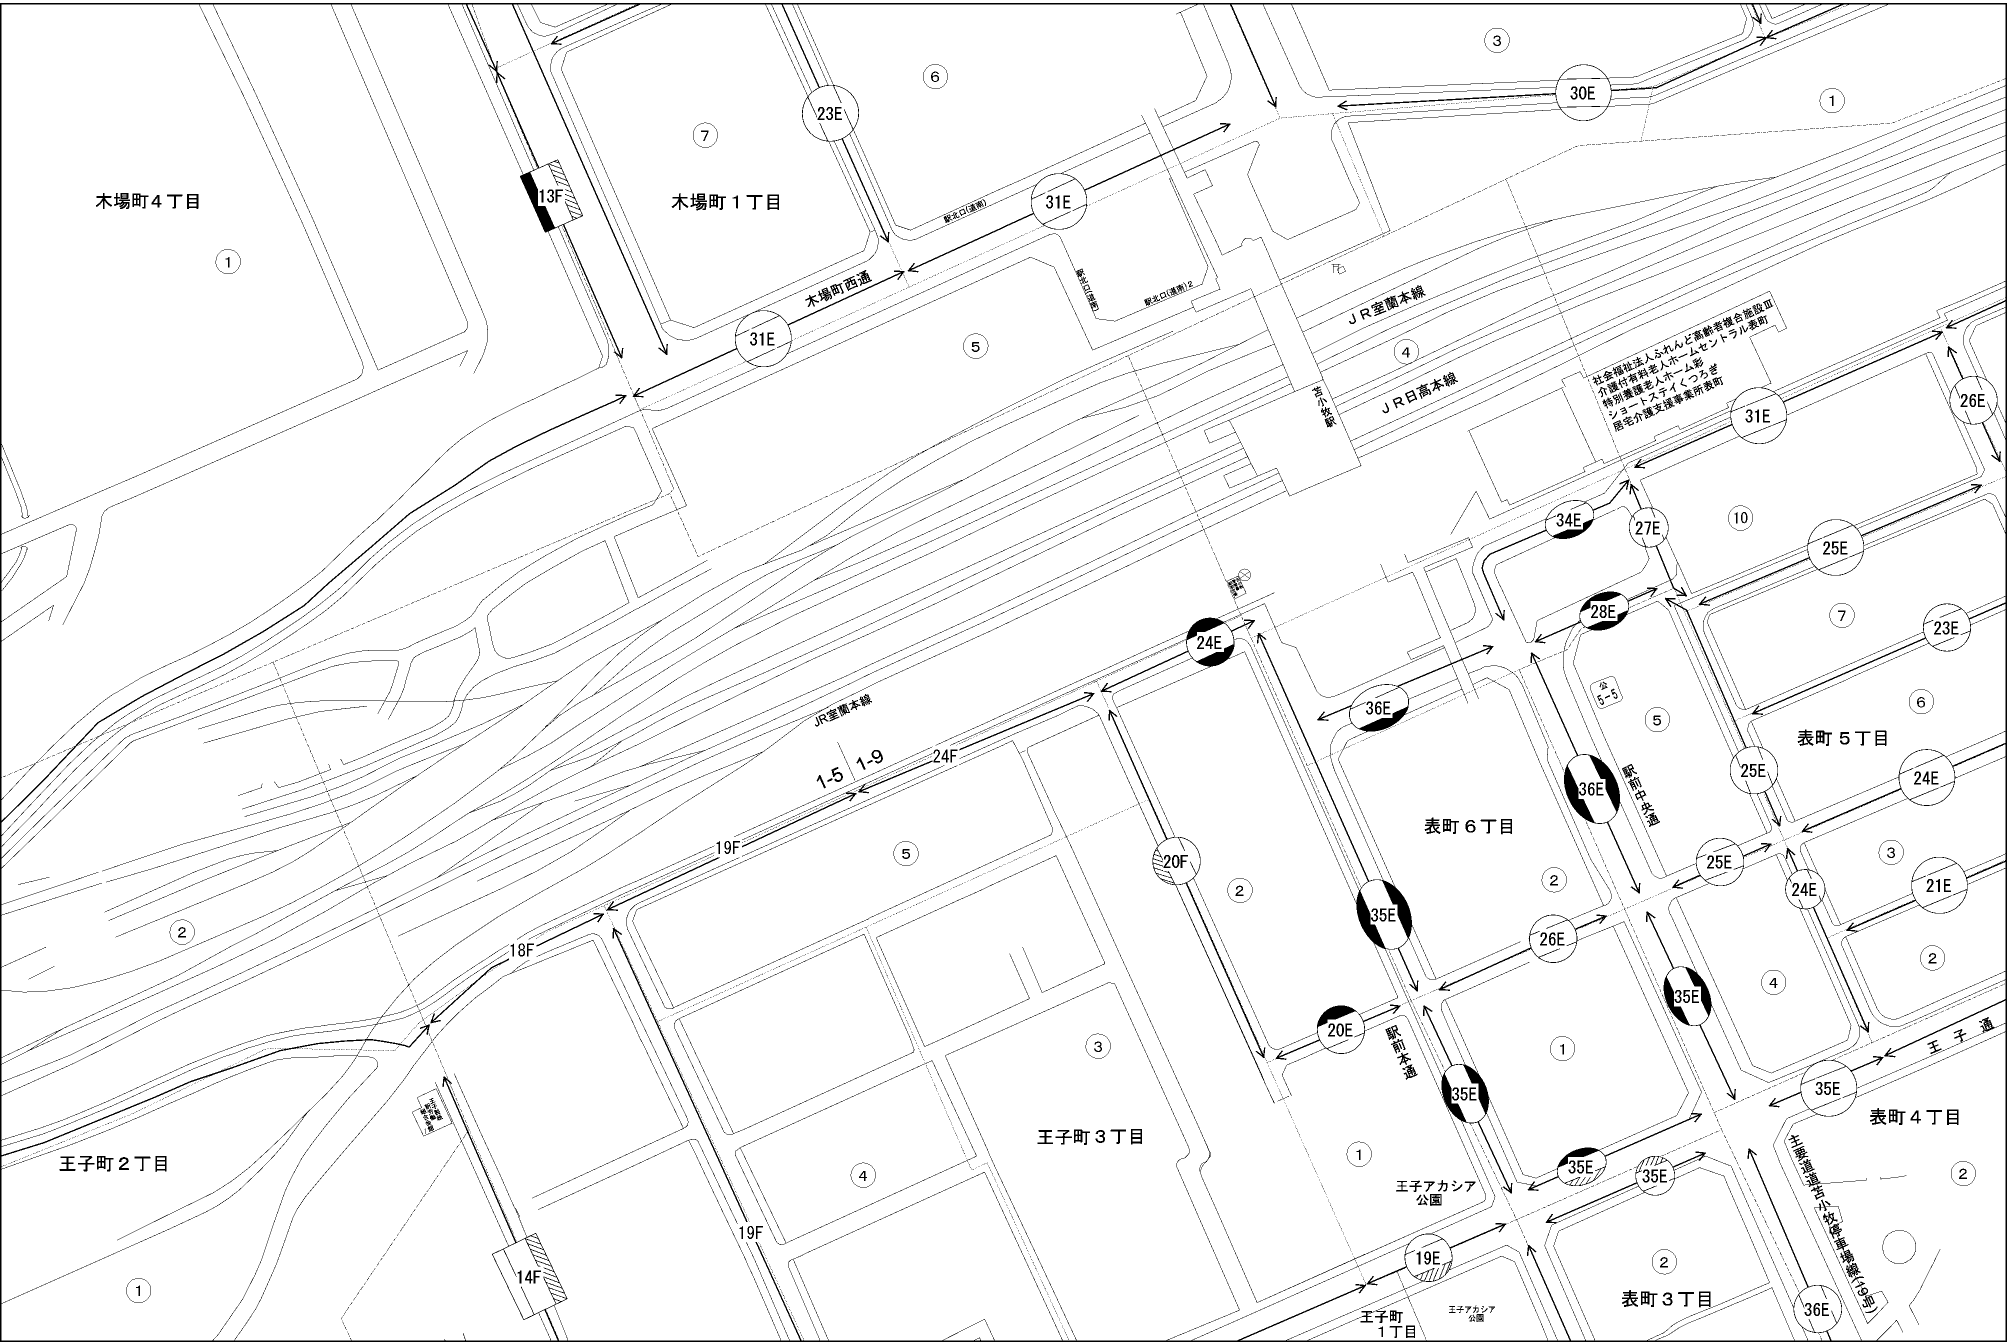 3
6
30E
1
23E
7
13F
木場町４丁目
木場町１丁目
31E
駅北口(道南)
1
木場町西通
駅北口(道南)
駅北口(道南)２
ＪＲ室蘭本線
31E
5
4
社会福祉法人ふれんど高齢者複合施設Ⅲ
介護付有料老人ホームセントラル表町
特別養護老人ホーム彩
ショートステイくつろぎ
居宅介護支援事業所表町
ＪＲ日高本線
苫小牧駅
31E
26E
34E
27E
10
25E
28E
7
24E
23E
公
5-5
JR室蘭本線
36E
5
6
表町５丁目
1-5
1-9
24F
25E
24E
36E
駅前中央通
表町６丁目
19F
5
20F
25E
3
2
2
24E
21E
35E
2
18F
26E
2
4
35E
20E
王子通
駅前本通
3
1
35E
35E
王子町３丁目
表町４丁目
王子町２丁目
1
35E
35E
4
2
王子アカシア
公園
主要道道苫小牧停車場線(19号)
19F
19E
14F
2
1
表町３丁目
36E
王子アカシア
公園
王子町
１丁目